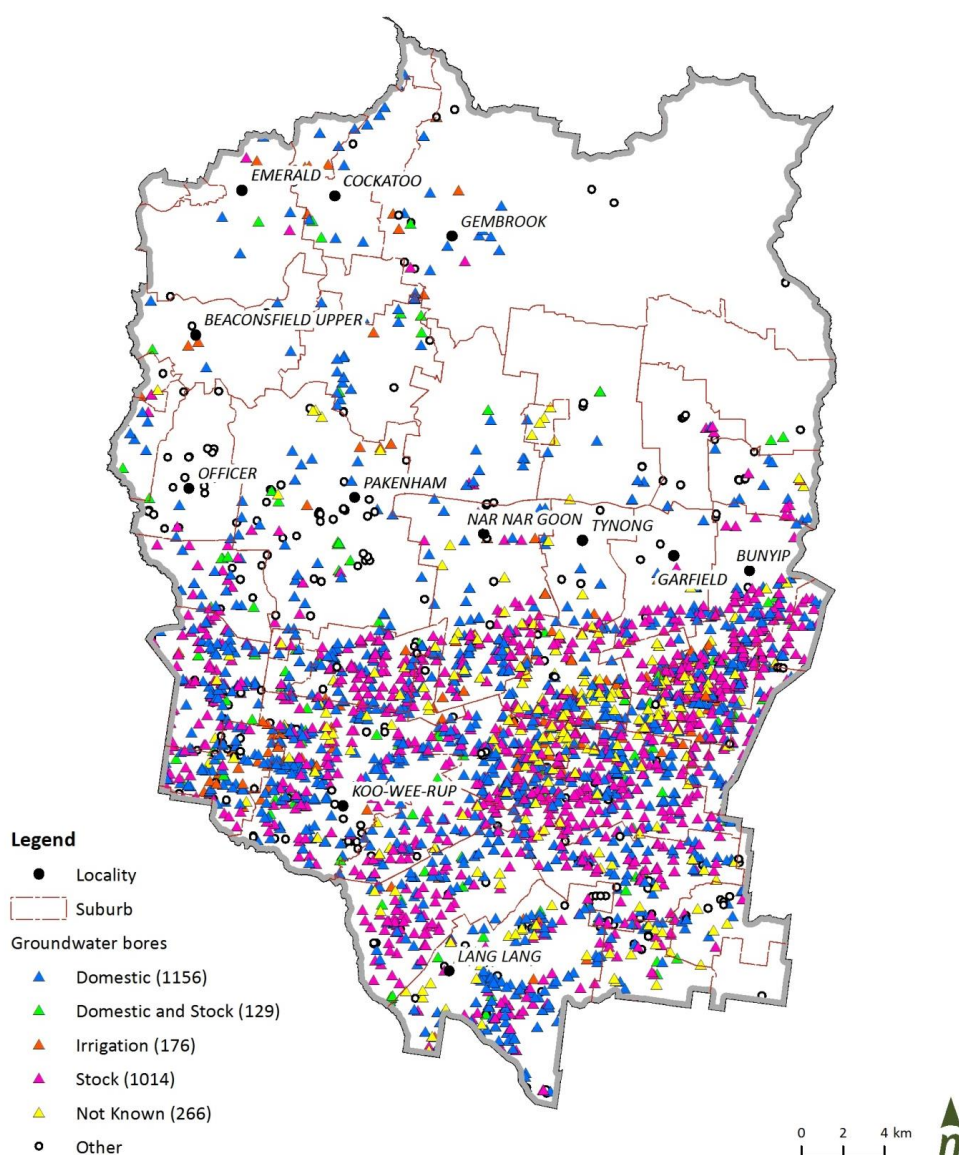 EMERALD
COCKATOO
GEMBROOK
BEACONSFIELD UPPER
OFFICER
PAKENHAM
NAR NAR GOON
TYNONG
GARFIELD
BUNYIP
KOO-WEE-RUP
LANG LANG
Legend
Locality
Suburb
Groundwater bores
Domestic (1156)
Domestic and Stock (129)
Irrigation (176)
Stock (1014)
Not Known (266)
Other
0 2 4 km
n